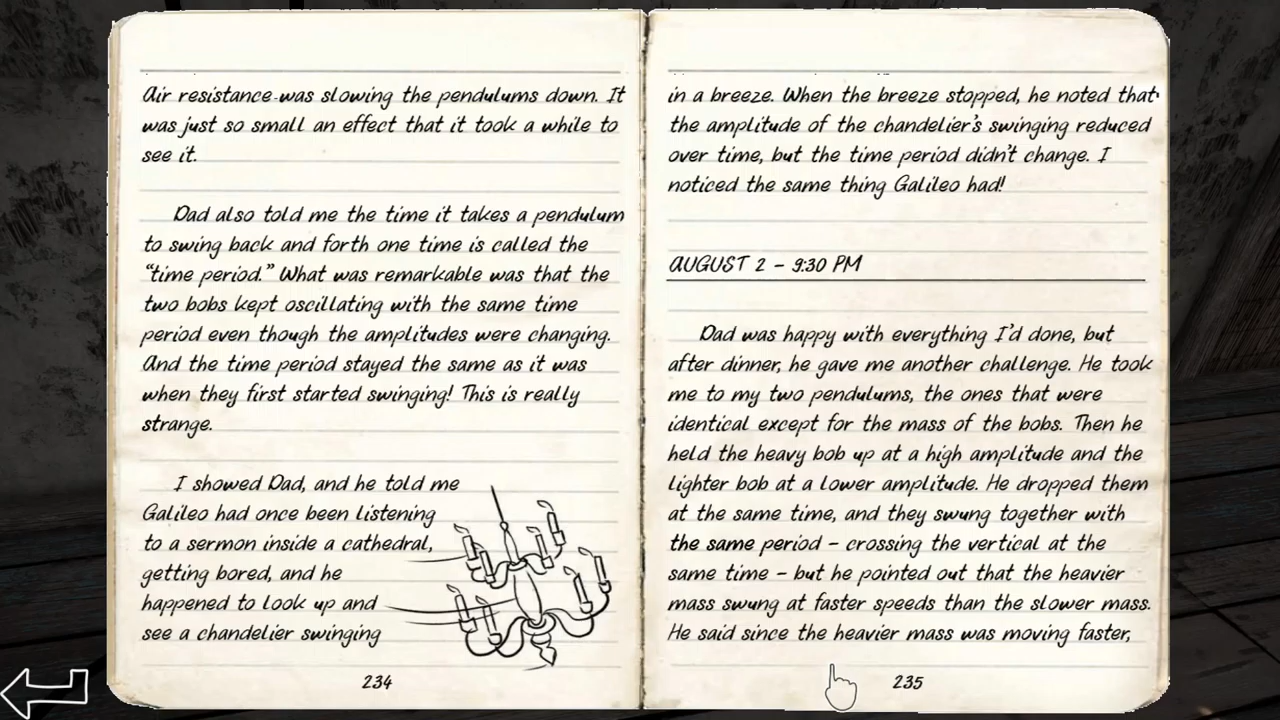 Air resistance was slowing the pendulums down. It
was just so small an effect that it took a while to
see it.
Dad also told me the time it takes a pendulum
to swing back and forth one time is called the
“time period.” What was remarkable was that the
two bobs kept oscillating with the same time
period even though the amplitudes were changing.
And the time period stayed the same as it was
when they first started swinging! This is really
strange.
I showed Dad, and he told me
Galileo had once been listening
to a sermon inside a cathedral,
getting bored, and he
happened to look up and
see a chandelier swinging
234
in a breeze. When the breeze stopped, he noted that
the amplitude of the chandelier’s swinging reduced
over time, but the time period didn’t change. I
noticed the same thing Galileo had!
AUGUST 2 – 9:30 PM
Dad was happy with everything I’d done, but
after dinner, he gave me another challenge. He took
me to my two pendulums, the ones that were
identical except for the mass of the bobs. Then he
held the heavy bob up at a high amplitude and the
lighter bob at a lower amplitude. He dropped them
at the same time, and they swung together with
the same period – crossing the vertical at the
same time – but he pointed out that the heavier
mass swung at faster speeds than the slower mass.
He said since the heavier mass was moving faster,
235